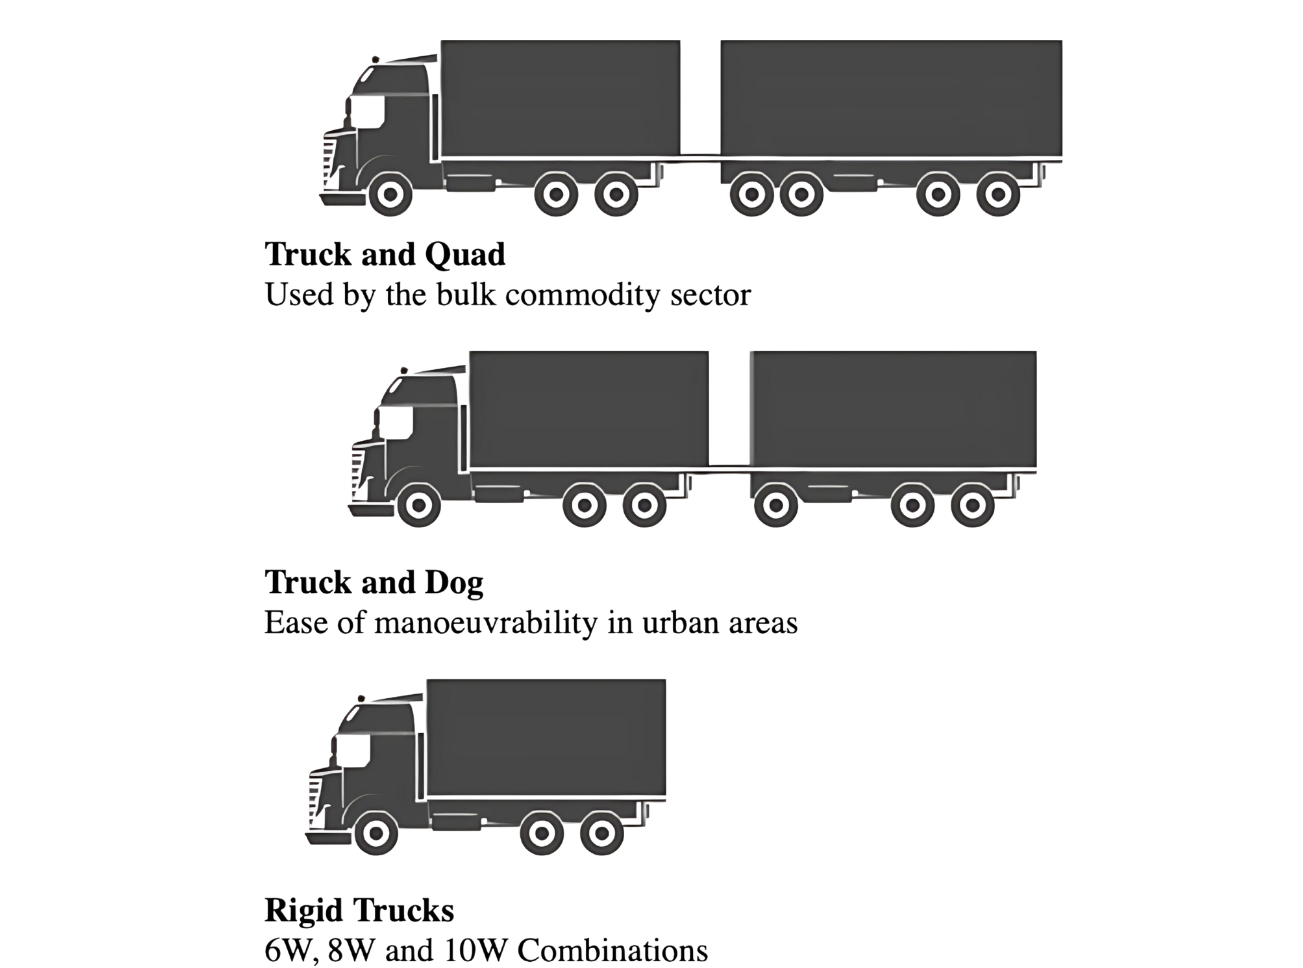 Truck and Quad
Used by the bulk commodity sector
Truck and Dog
Ease of manoeuvrability in urban areas
Rigid Trucks
6W, 8W and 10W Combinations